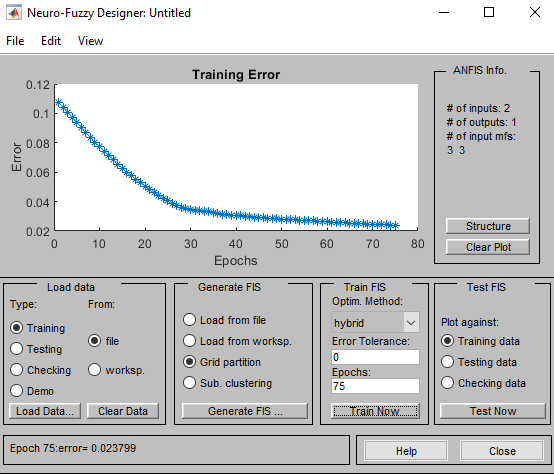 Neuro-Fuzzy Designer: Untitled
File Edit View
Training Error
0.12
0.1
0.08
0.06
0.04
0.02
Error
0 10 20 30 40 50 60 70 80
Epochs
ANFIS Info.
# of inputs: 2
# of outputs: 1
# of input mfs:
3 3
Structure
Clear Plot
Load data
Type: From:
Training
Testing
Checking
Demo
file
worksp.
Load Data... Clear Data
Generate FIS
Load from file
Load from worksp.
Grid partition
Sub. clustering
Generate FIS ...
Train FIS
Optim. Method:
hybrid
Error Tolerance:
0
Epochs:
75
Train Now
Test FIS
Plot against:
Training data
Testing data
Checking data
Test Now
Epoch 75:error= 0.023799
Help Close